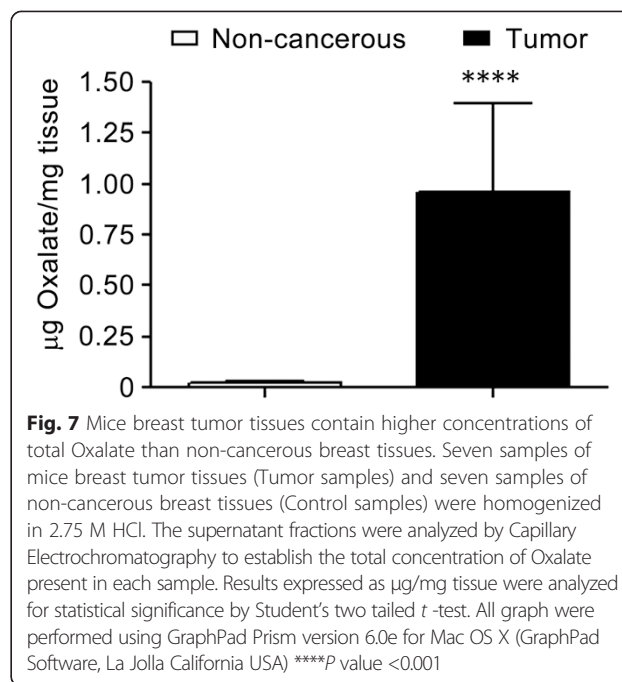 Non-cancerous Tumor
****
1.50
1.25
1.00
0.75
0.50
0.25
0
µg Oxalate/mg tissue
Fig. 7 Mice breast tumor tissues contain higher concentrations of
total Oxalate than non-cancerous breast tissues. Seven samples of
mice breast tumor tissues (Tumor samples) and seven samples of
non-cancerous breast tissues (Control samples) were homogenized
in 2.75 M HCl. The supernatant fractions were analyzed by Capillary
Electrochromatography to establish the total concentration of Oxalate
present in each sample. Results expressed as µg/mg tissue were analyzed
for statistical significance by Student's two tailed t -test. All graph were
performed using GraphPad Prism version 6.0e for Mac OS X (GraphPad
Software, La Jolla California USA) ****P value <0.001